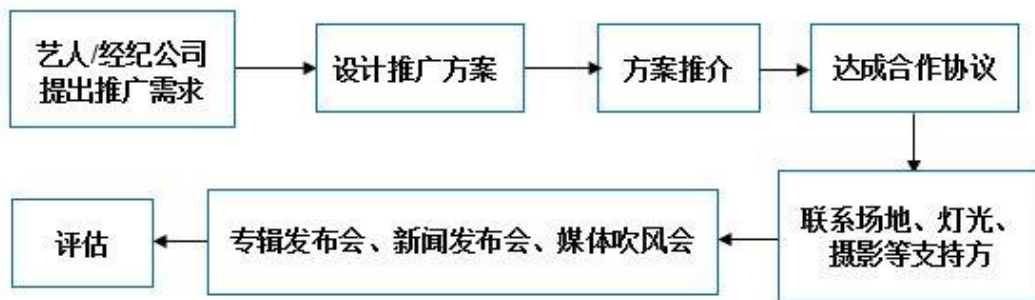 艺人/经纪公司
提出推广需求
设计推广方案
方案推介
达成合作协议
联系场地、灯光、
摄影等支持方
专辑发布会、新闻发布会、媒体吹风会
评估